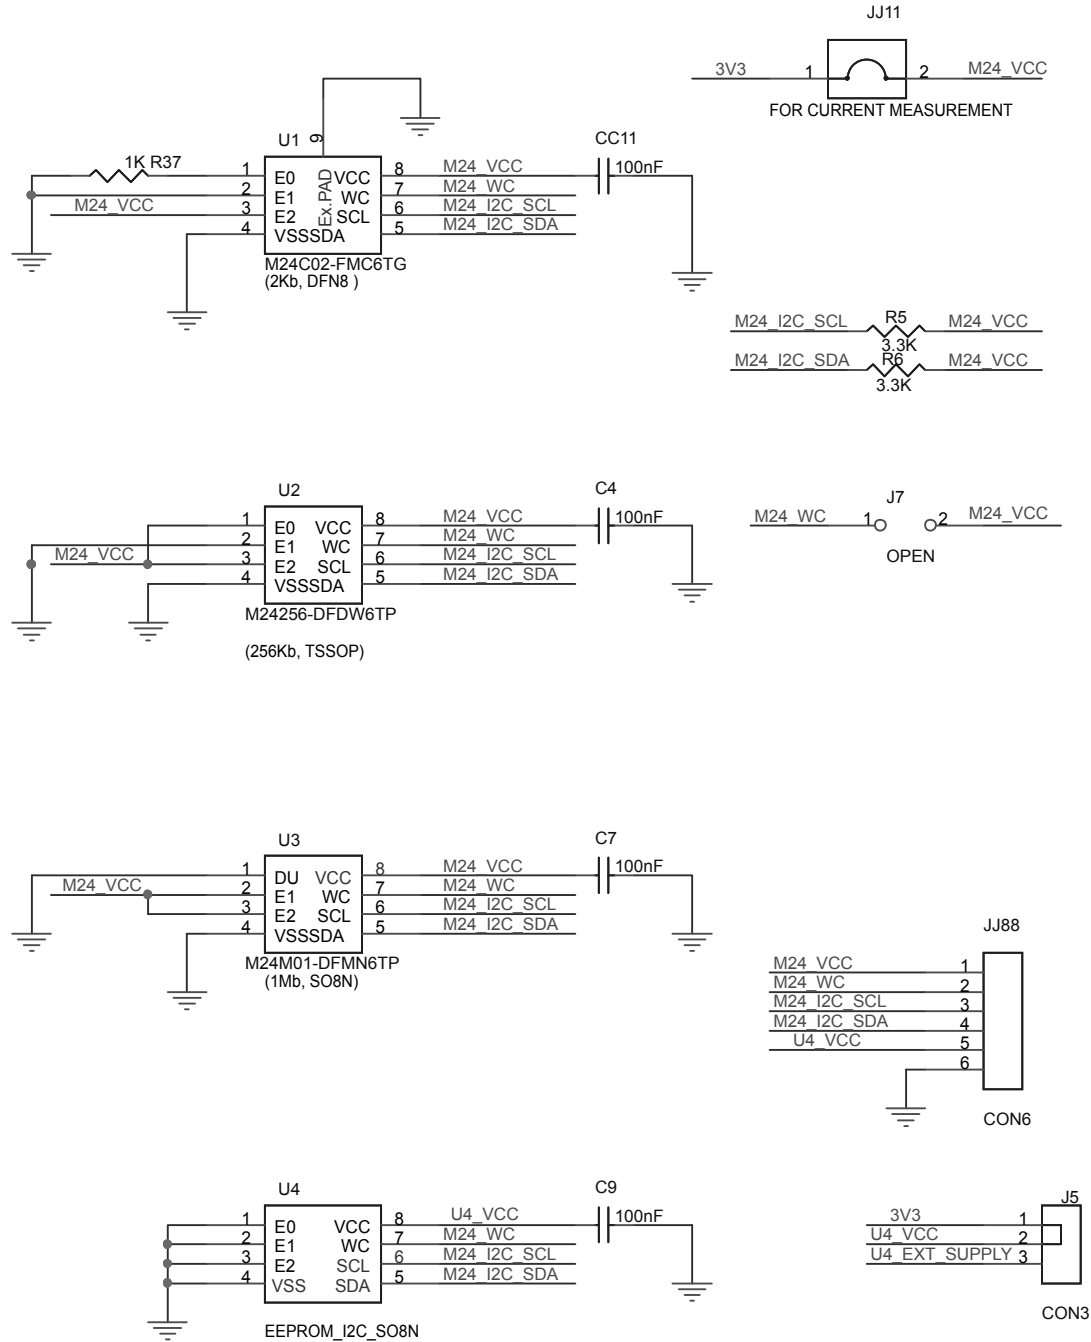 JJ11
3V3 1 2 M24_VCC
FOR CURRENT MEASUREMENT
U1 9 CC11
1K R37 1 E0 VCC 8 M24_VCC 100nF
2 E1 WC 7 M24_WC
M24_VCC 3 E2 SCL 6 M24_I2C_SCL
4 VSSSDA 5 M24_I2C_SDA
Ex.PAD
M24C02-FMC6TG
(2Kb, DFN8 )
M24_I2C_SCL R5 M24_VCC
3.3K
M24_I2C_SDA R6 M24_VCC
3.3K
U2 C4
1 E0 VCC 8 M24_VCC 100nF
2 E1 WC 7 M24_WC
M24_VCC 3 E2 SCL 6 M24_I2C_SCL
4 VSSSDA 5 M24_I2C_SDA
M24256-DFDW6TP
(256Kb, TSSOP)
J7
M24_WC 1 2 M24_VCC
OPEN
U3 C7
1 DU VCC 8 M24_VCC 100nF
M24_VCC 2 E1 WC 7 M24_WC
3 E2 SCL 6 M24_I2C_SCL
4 VSSSDA 5 M24_I2C_SDA
M24M01-DFMN6TP
(1Mb, SO8N)
JJ88
M24_VCC 1
M24_WC 2
M24_I2C_SCL 3
M24_I2C_SDA 4
U4_VCC 5
6
CON6
U4 C9
1 E0 VCC 8 U4_VCC 100nF
2 E1 WC 7 M24_WC
3 E2 SCL 6 M24_I2C_SCL
4 VSS SDA 5 M24_I2C_SDA
EEPROM_I2C_SO8N
J5
3V3 1
U4_VCC 2
U4_EXT_SUPPLY 3
CON3